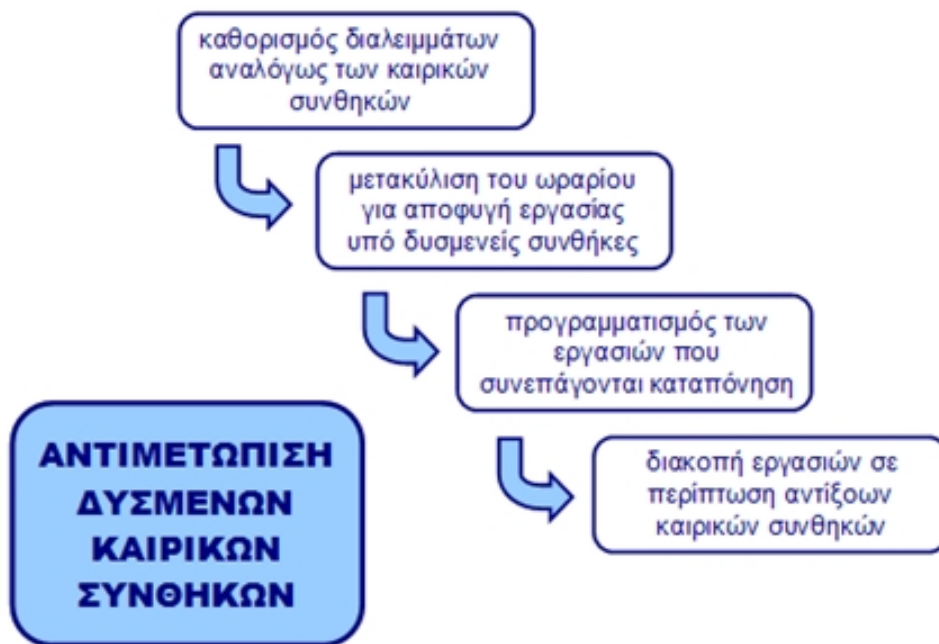 καθορισμός διαλειμμάτων
αναλόγως των καιρικών
συνθηκών
μετακύλιση του ωραρίου
για αποφυγή εργασίας
υπό δυσμενείς συνθήκες
προγραμματισμός των
εργασιών που
συνεπάγονται καταπόνηση
διακοπή εργασιών σε
περίπτωση αντίξοων
καιρικών συνθηκών
ΑΝΤΙΜΕΤΩΠΙΣΗ
ΔΥΣΜΕΝΩΝ
ΚΑΙΡΙΚΩΝ
ΣΥΝΘΗΚΩΝ